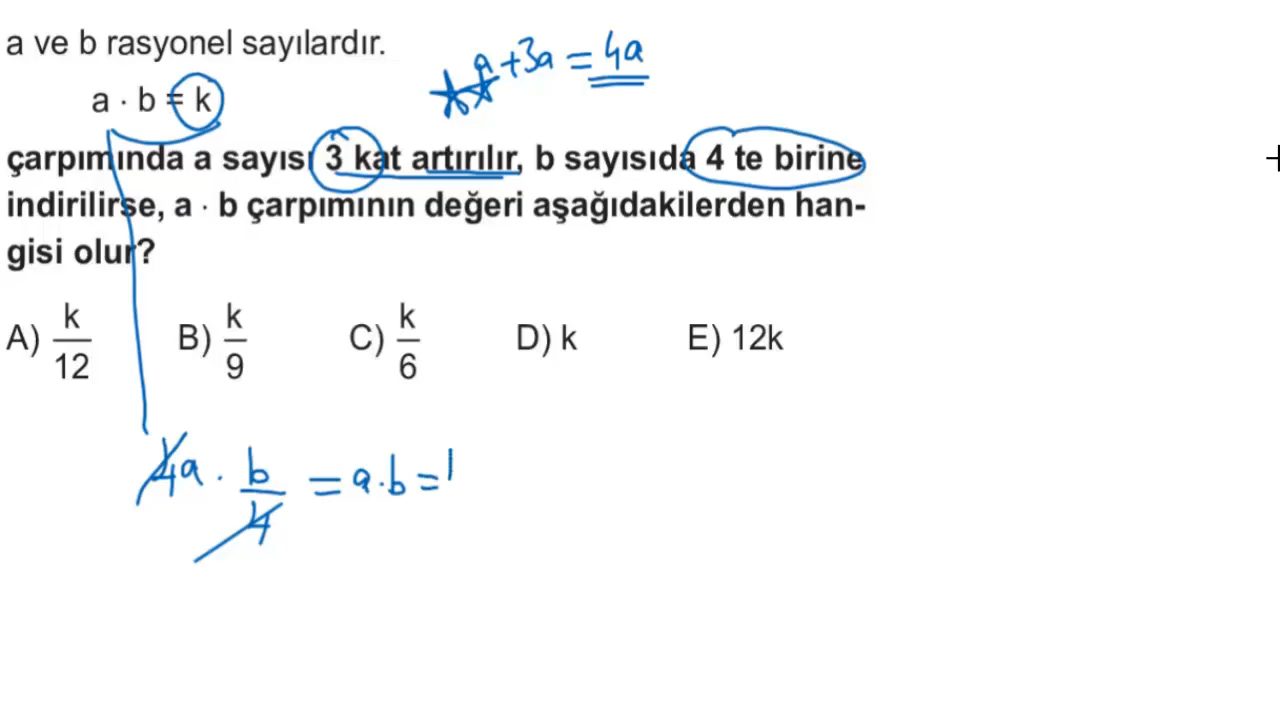 a ve b rasyonel sayılardır.
a + 3a = 4a
a · b = k
çarpımında a sayısı 3 kat artırılır, b sayısıda 4 te birine
indirilirse, a · b çarpımının değeri aşağıdakilerden han-
gisi olur?
A) k/12 B) k/9 C) k/6 D) k E) 12k
4a · b/4 = a.b =